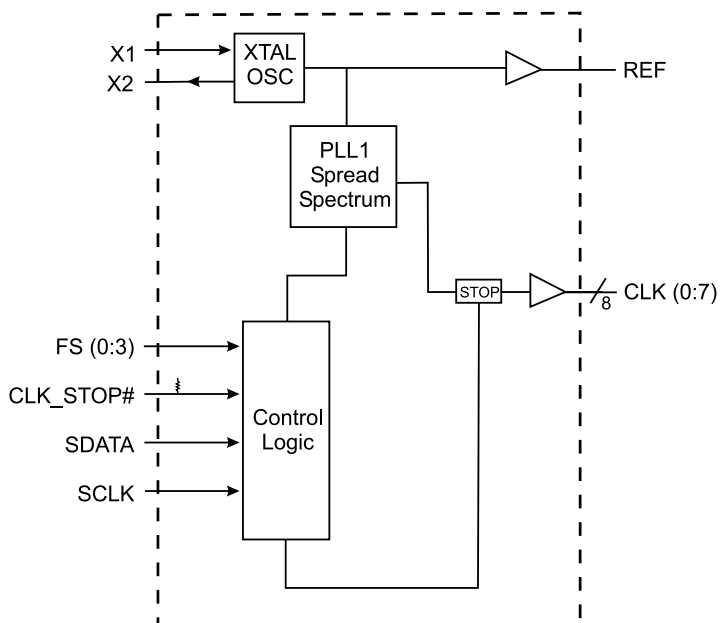 X1
X2
XTAL
OSC
REF
PLL1
Spread
Spectrum
STOP
8
CLK (0:7)
FS (0:3)
CLK_STOP#
SDATA
SCLK
Control
Logic